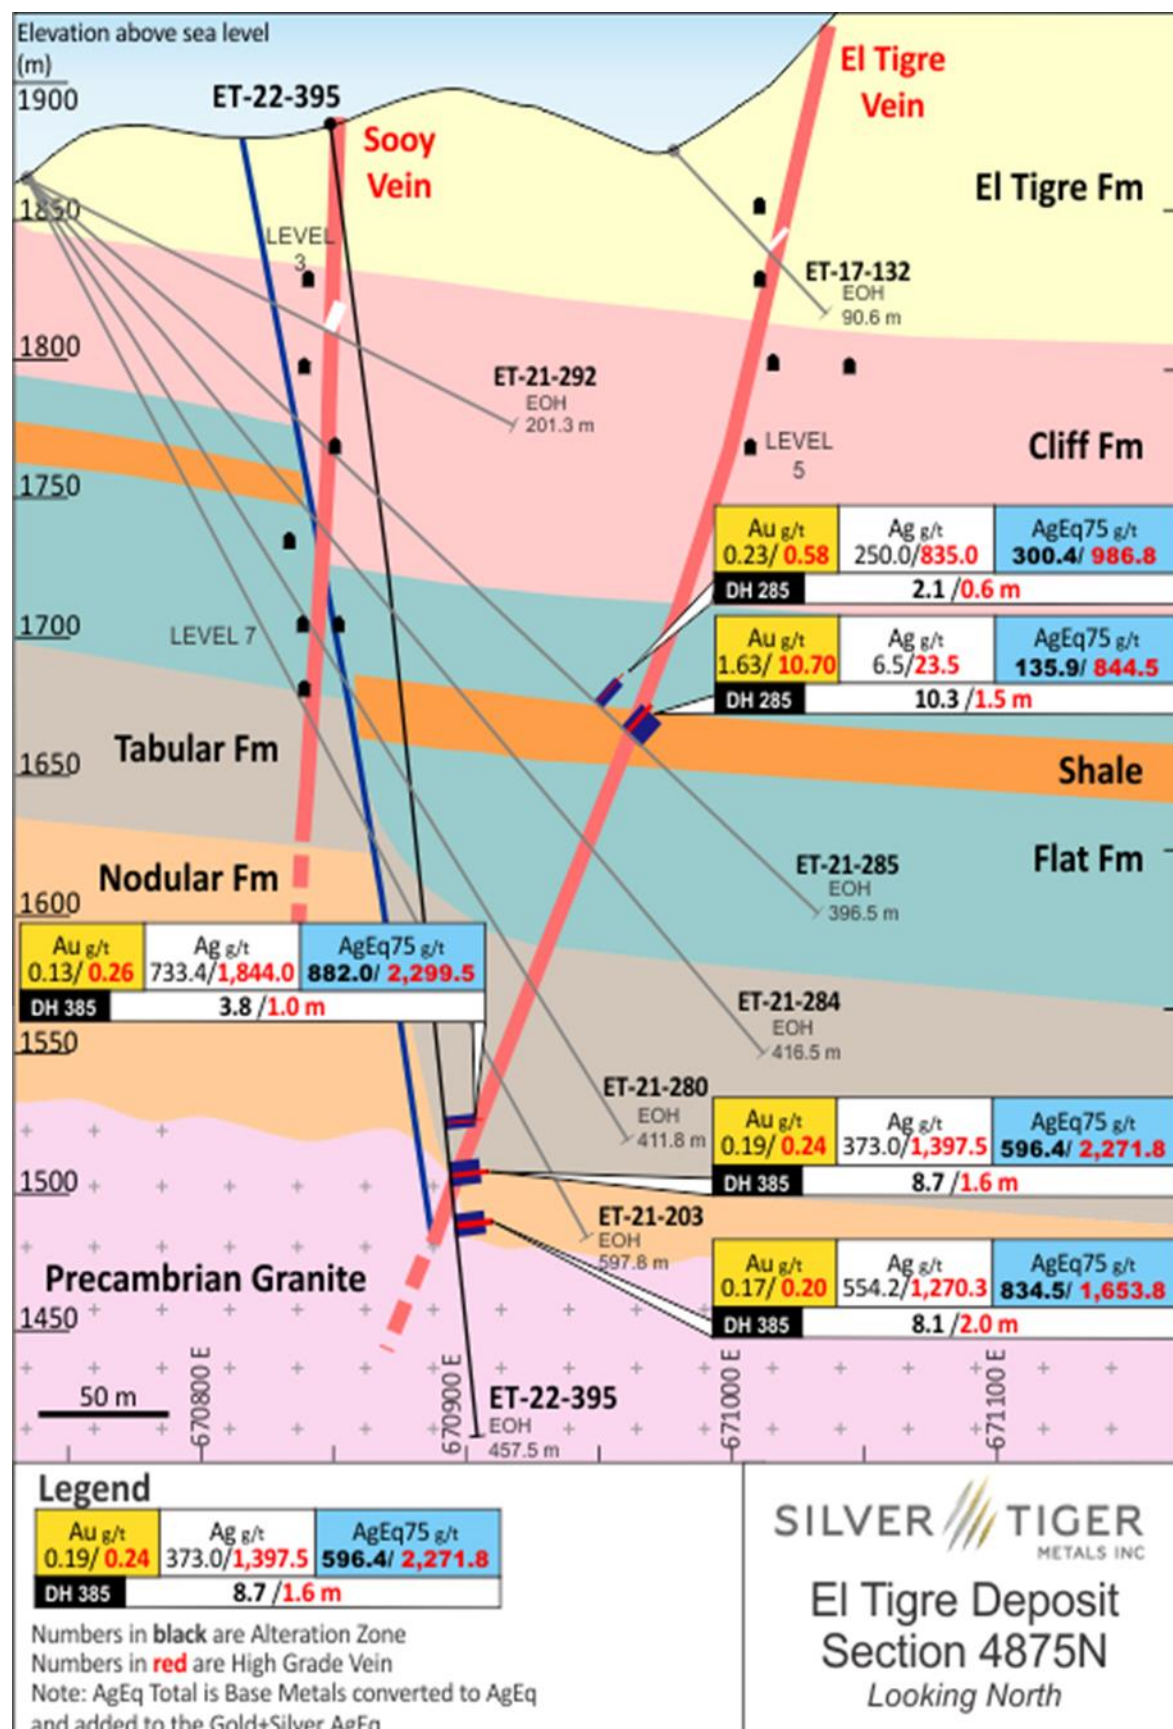 Elevation above sea level
(m)
1900
ET-22-395
Sooy
Vein
El Tigre
Vein
El Tigre Fm
1850
LEVEL
3
ET-17-132
EOH
90.6 m
1800
ET-21-292
EOH
201.3 m
Cliff Fm
LEVEL
5
1750
Au g/t Ag g/t AgEq75 g/t
0.23/ 0.58 250.0/835.0 300.4/ 986.8
DH 285 2.1 /0.6 m
1700
LEVEL 7
Au g/t Ag g/t AgEq75 g/t
1.63/ 10.70 6.5/23.5 135.9/ 844.5
DH 285 10.3 /1.5 m
Tabular Fm
1650
Shale
Nodular Fm
Flat Fm
ET-21-285
EOH
396.5 m
1600
Au g/t Ag g/t AgEq75 g/t
0.13/ 0.26 733.4/1,844.0 882.0/ 2,299.5
DH 385 3.8 /1.0 m
ET-21-284
EOH
416.5 m
1550
ET-21-280
EOH
411.8 m
Au g/t Ag g/t AgEq75 g/t
0.19/ 0.24 373.0/1,397.5 596.4/ 2,271.8
DH 385 8.7 /1.6 m
1500
ET-21-203
EOH
597.8 m
Precambrian Granite
Au g/t Ag g/t AgEq75 g/t
0.17/ 0.20 554.2/1,270.3 834.5/ 1,653.8
DH 385 8.1 /2.0 m
1450
50 m
670800 E
670900 E
671000 E
671100 E
ET-22-395
EOH
457.5 m
Legend
Au g/t Ag g/t AgEq75 g/t
0.19/ 0.24 373.0/1,397.5 596.4/ 2,271.8
DH 385 8.7 /1.6 m
Numbers in black are Alteration Zone
Numbers in red are High Grade Vein
Note: AgEq Total is Base Metals converted to AgEq
and added to the Gold+Silver AgEq
SILVER TIGER
METALS INC
El Tigre Deposit
Section 4875N
Looking North